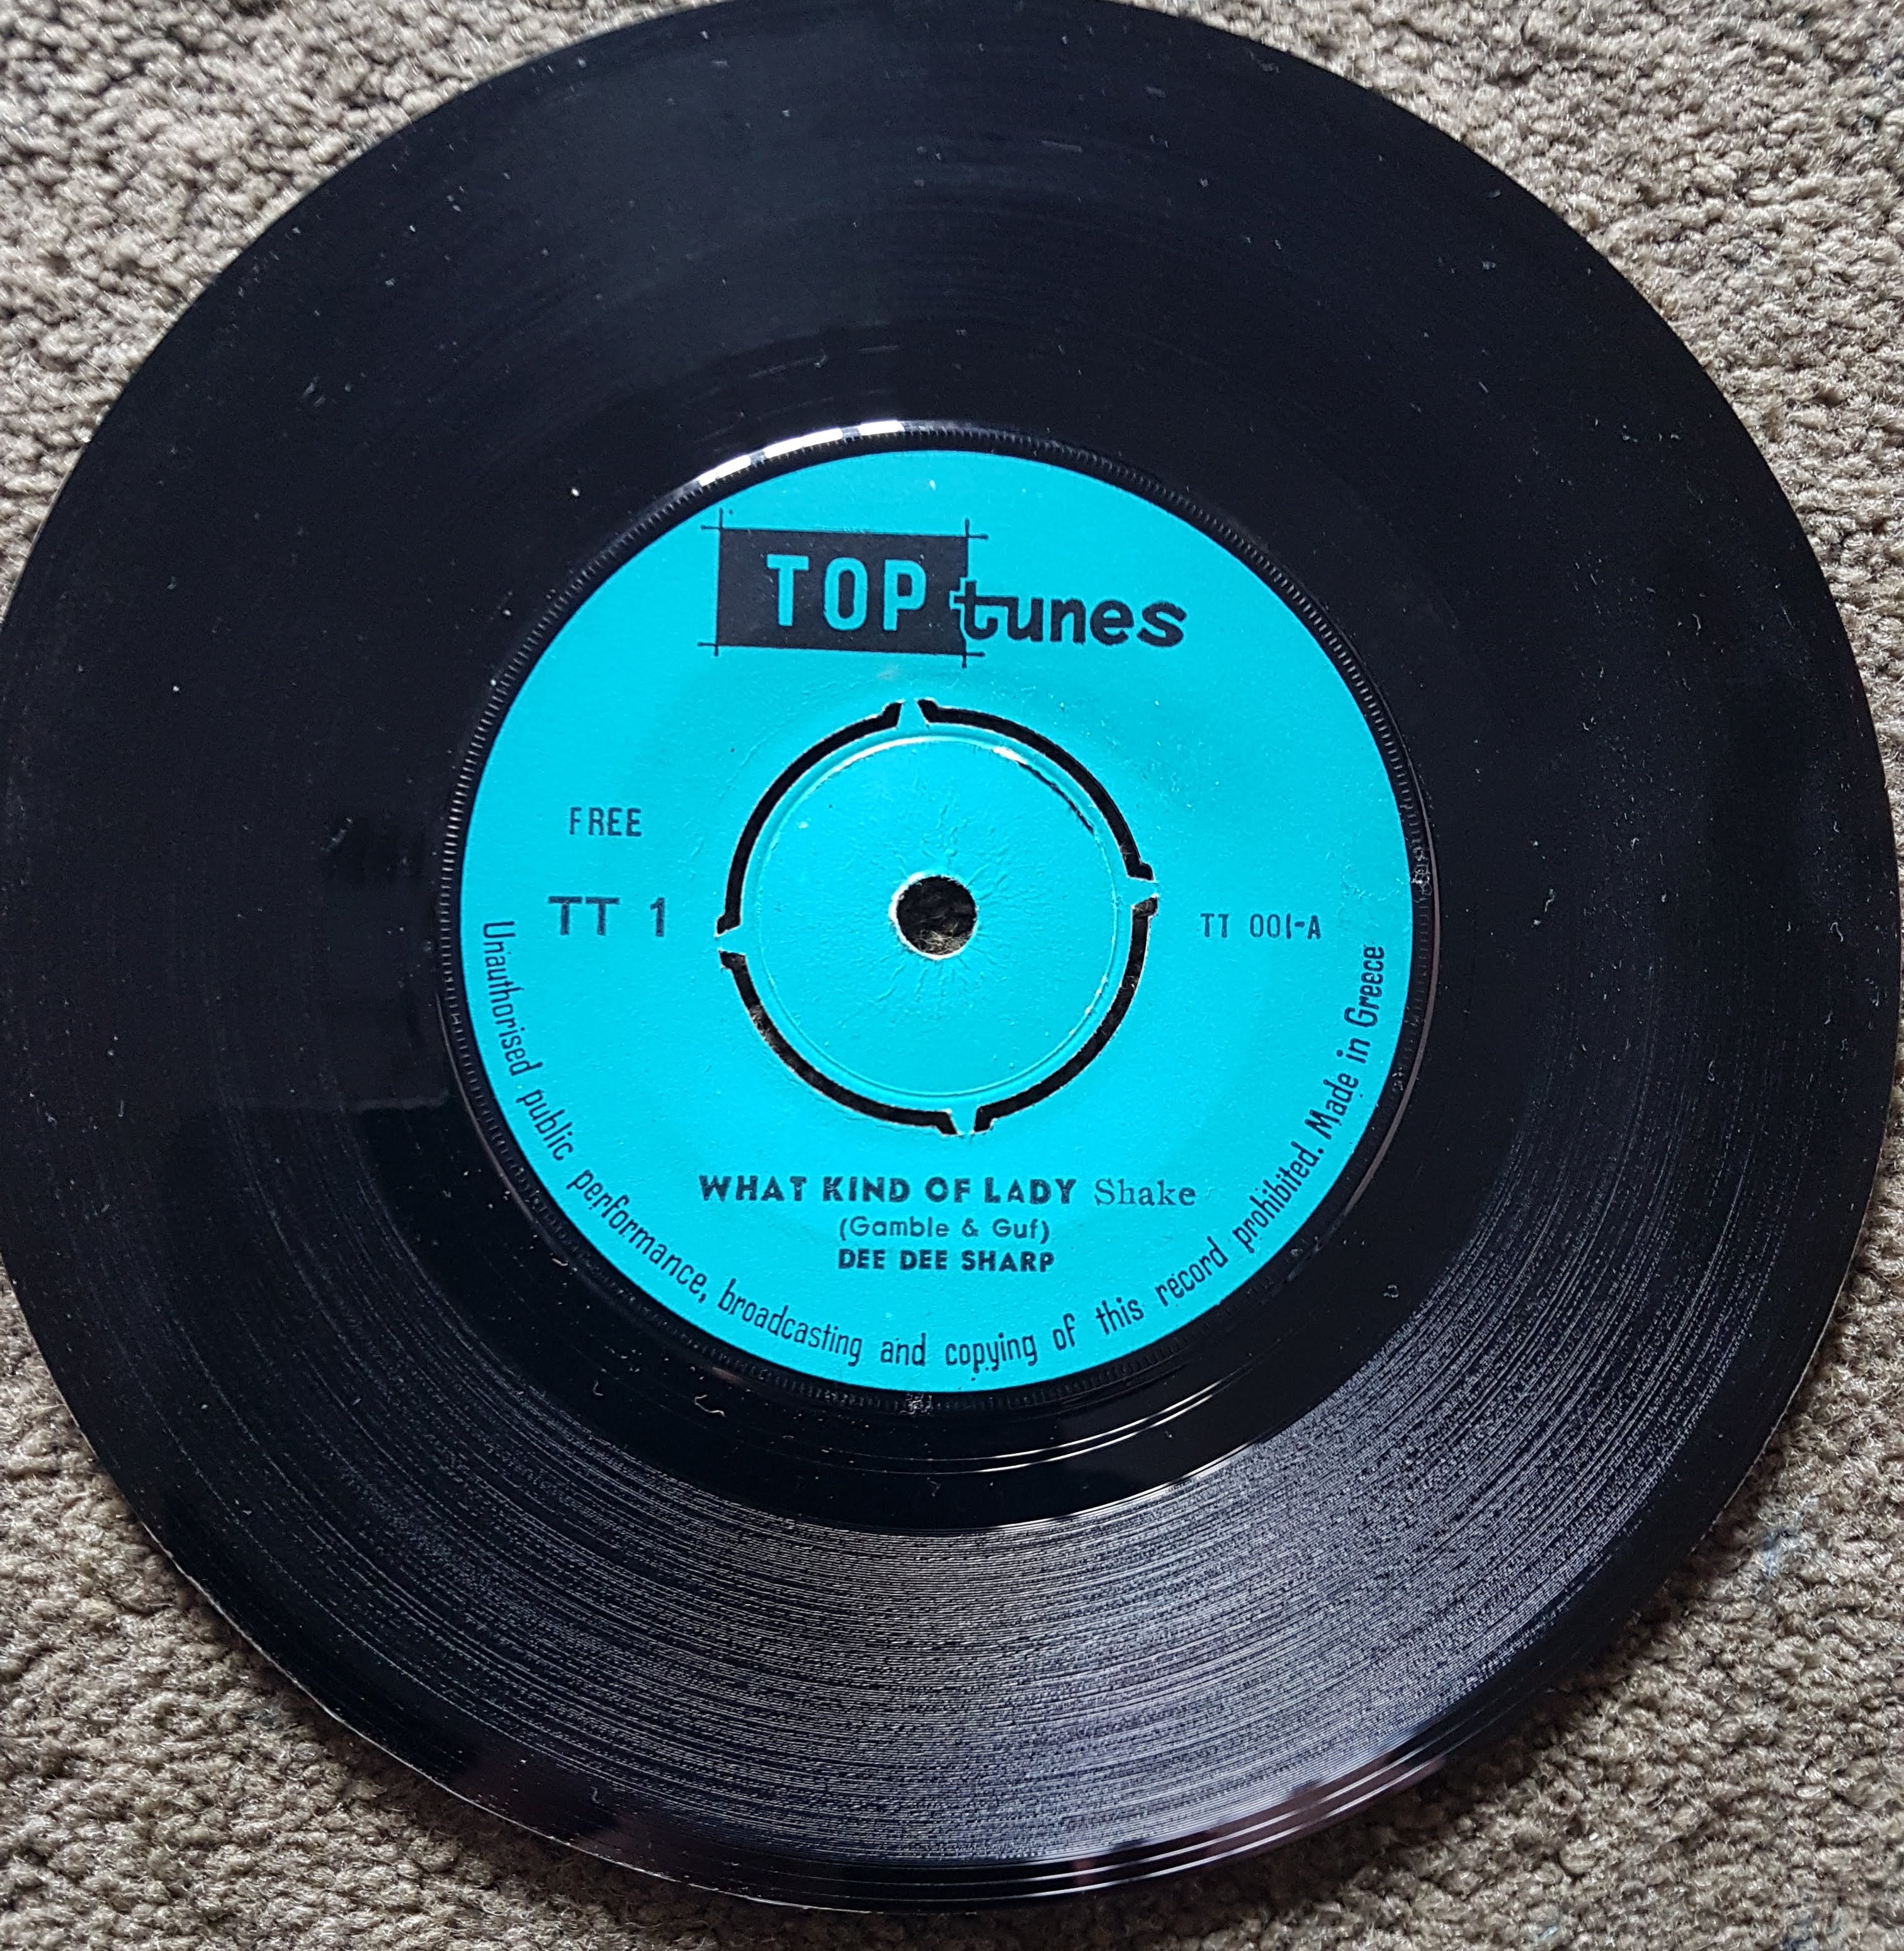 TOP tunes
FREE
TT 1
TT 001-A
WHAT KIND OF LADY Shake
(Gamble & Guf)
DEE DEE SHARP
Unauthorised public performance, broadcasting and copying of this record prohibited. Made in Greece